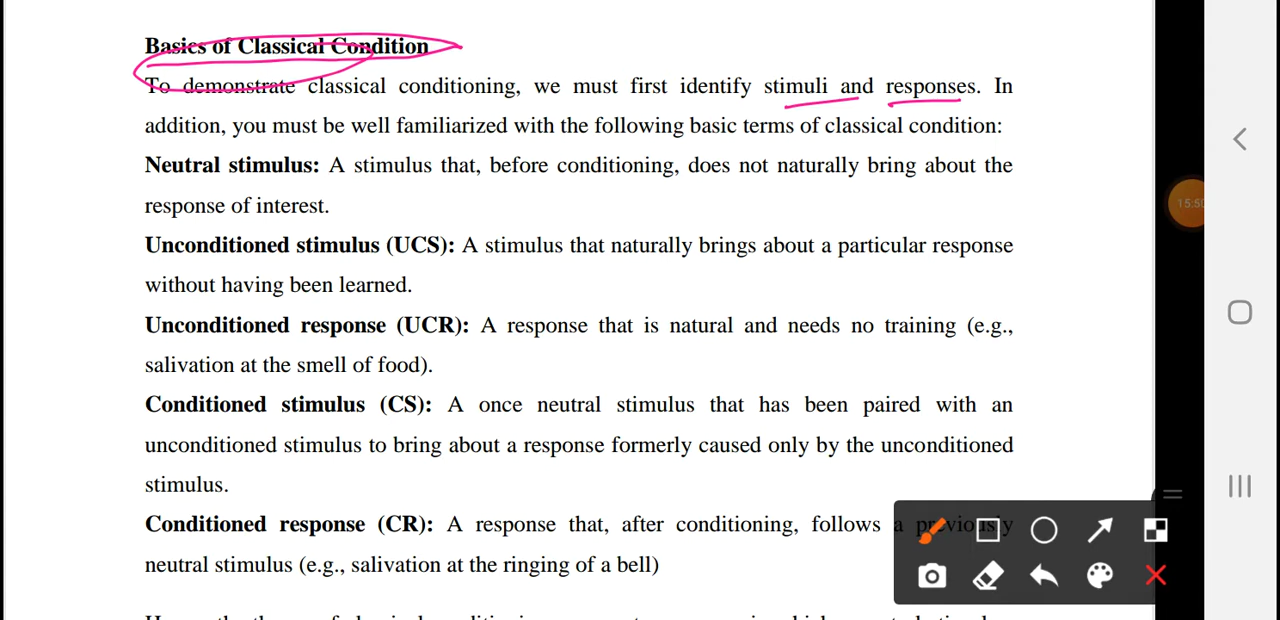 Basics of Classical Condition
To demonstrate classical conditioning, we must first identify stimuli and responses. In
addition, you must be well familiarized with the following basic terms of classical condition:
Neutral stimulus: A stimulus that, before conditioning, does not naturally bring about the
response of interest.
Unconditioned stimulus (UCS): A stimulus that naturally brings about a particular response
without having been learned.
Unconditioned response (UCR): A response that is natural and needs no training (e.g.,
salivation at the smell of food).
Conditioned stimulus (CS): A once neutral stimulus that has been paired with an
unconditioned stimulus to bring about a response formerly caused only by the unconditioned
stimulus.
Conditioned response (CR): A response that, after conditioning, follows a previously
neutral stimulus (e.g., salivation at the ringing of a bell)